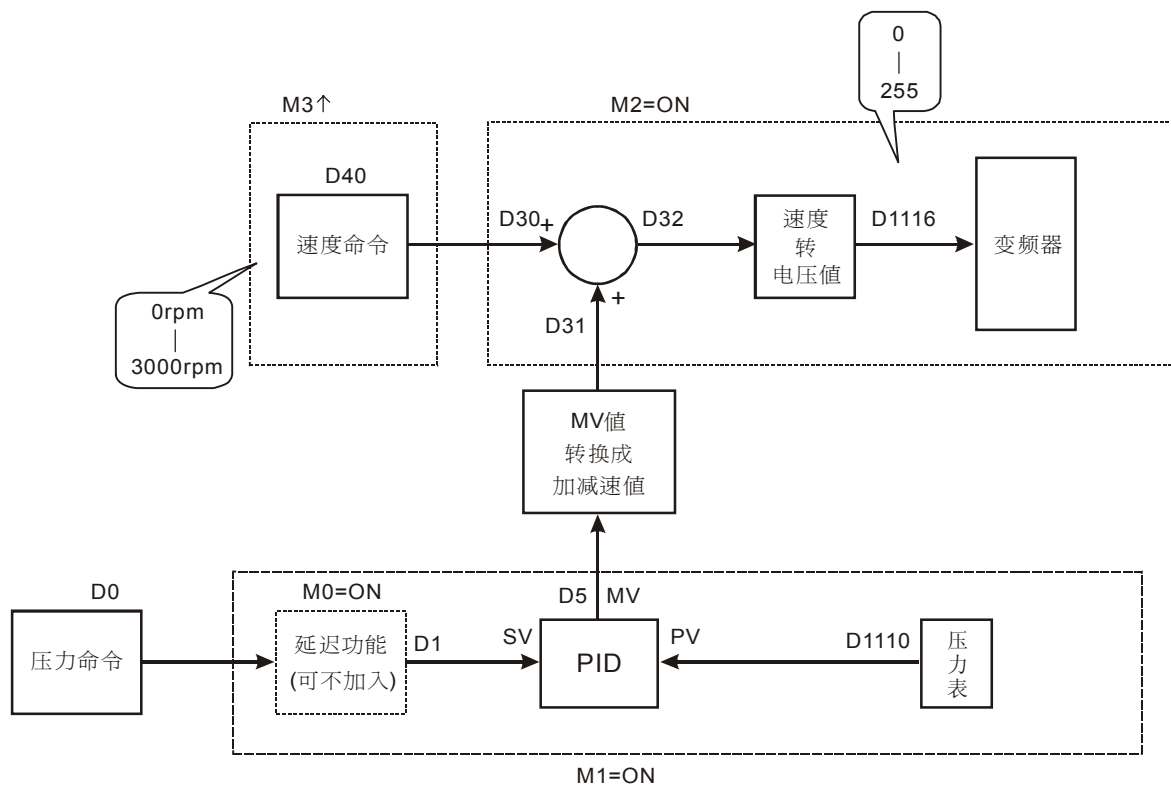 0
|
255
M3↑
M2=ON
D40
速度命令
D30
+
D32
速度
转
电压値
D1116
变频器
0rpm
|
3000rpm
+
D31
MV値
转换成
加减速値
M0=ON
D5
MV
D0
压力命令
延迟功能
(可不加入)
D1
SV
PID
PV
D1110
压
力
表
M1=ON